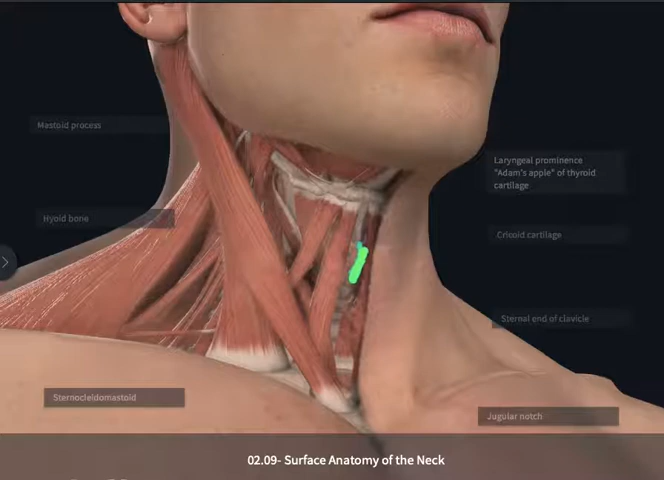 Mastoid process
Laryngeal prominence
"Adam's apple" of thyroid
cartilage
Hyoid bone
Cricoid cartilage
Sternal end of clavicle
Sternocleidomastoid
Jugular notch
02.09- Surface Anatomy of the Neck